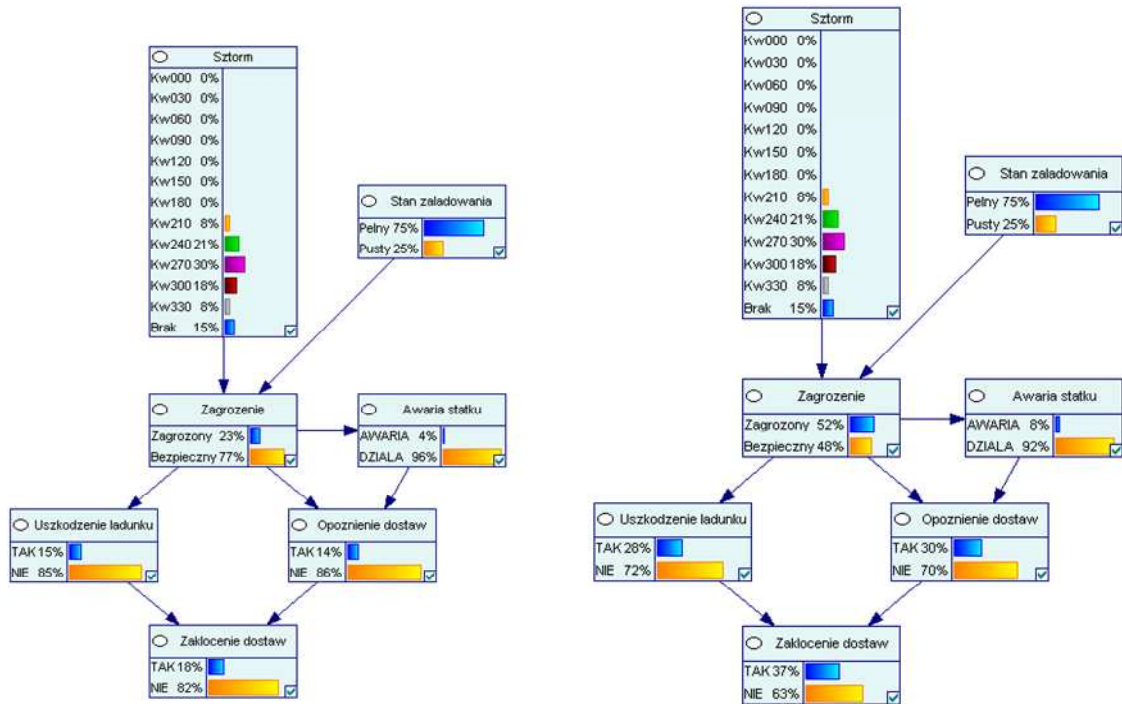 Sztorm
Kw000 0%
Kw030 0%
Kw060 0%
Kw090 0%
Kw120 0%
Kw150 0%
Kw180 0%
Kw210 8%
Kw240 21%
Kw270 30%
Kw300 18%
Kw330 8%
Brak 15%
Stan zaladowania
Pelny 75%
Pusty 25%
Zagrozenie
Zagrozony 23%
Bezpieczny 77%
Awaria statku
AWARIA 4%
DZIALA 96%
Uszkodzenie ladunku
TAK 15%
NIE 85%
Opoznienie dostaw
TAK 14%
NIE 86%
Zaklocenie dostaw
TAK 18%
NIE 82%
Sztorm
Kw000 0%
Kw030 0%
Kw060 0%
Kw090 0%
Kw120 0%
Kw150 0%
Kw180 0%
Kw210 8%
Kw240 21%
Kw270 30%
Kw300 18%
Kw330 8%
Brak 15%
Stan zaladowania
Pelny 75%
Pusty 25%
Zagrozenie
Zagrozony 52%
Bezpieczny 48%
Awaria statku
AWARIA 8%
DZIALA 92%
Uszkodzenie ladunku
TAK 28%
NIE 72%
Opoznienie dostaw
TAK 30%
NIE 70%
Zaklocenie dostaw
TAK 37%
NIE 63%